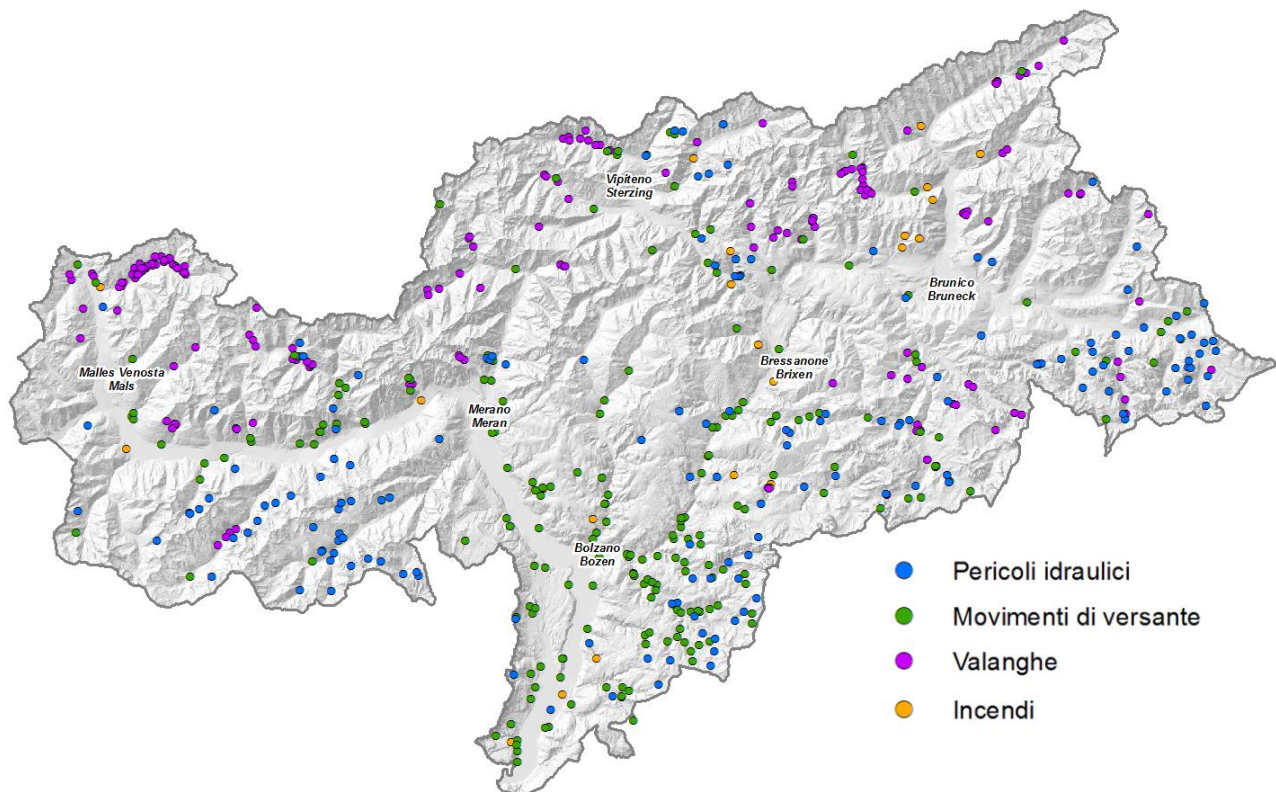 Vipiteno
Sterzing
Brunico
Bruneck
Malles Venosta
Mals
Bressanone
Brixen
Merano
Meran
Bolzano
Bozen
Pericoli idraulici
Movimenti di versante
Valanghe
Incendi